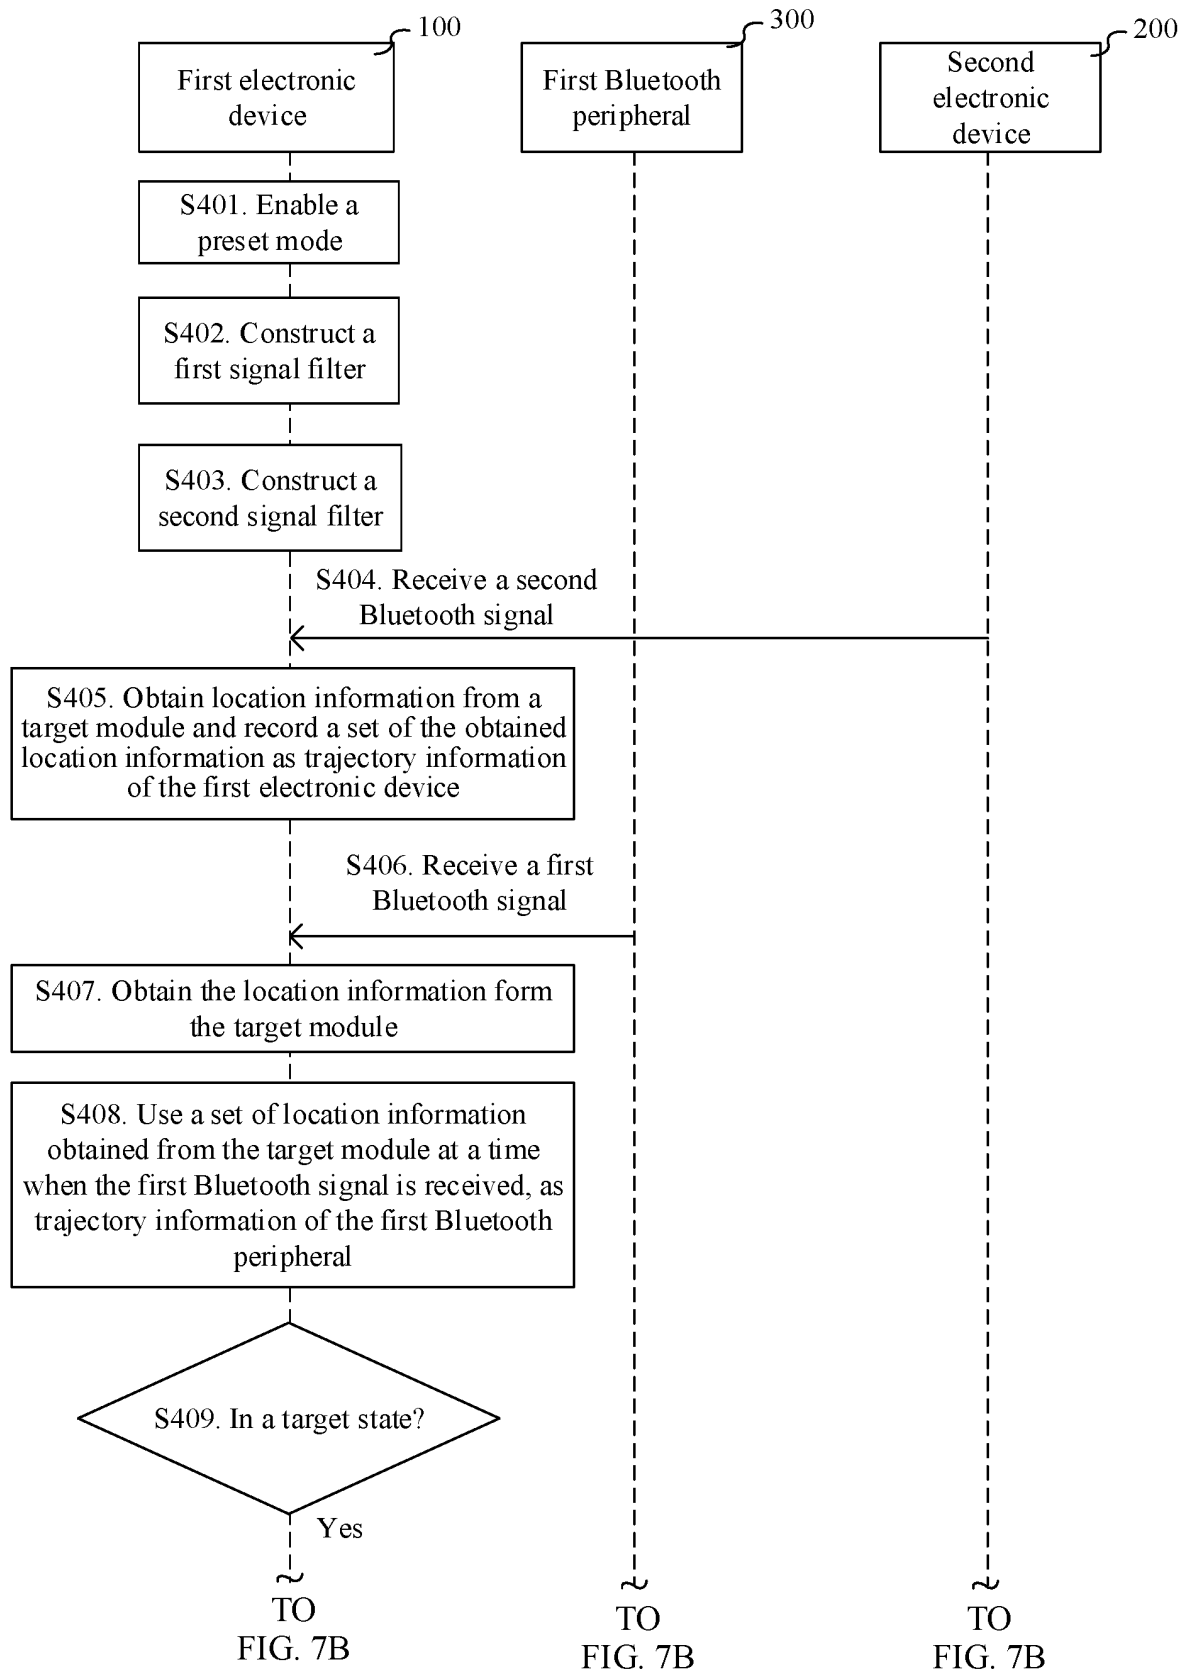 100
300
200
First electronic
device
First Bluetooth
peripheral
Second
electronic
device
S401. Enable a
preset mode
S402. Construct a
first signal filter
S403. Construct a
second signal filter
S404. Receive a second
Bluetooth signal
S405. Obtain location information from a
target module and record a set of the obtained
location information as trajectory information
of the first electronic device
S406. Receive a first
Bluetooth signal
S407. Obtain the location information form
the target module
S408. Use a set of location information
obtained from the target module at a time
when the first Bluetooth signal is received, as
trajectory information of the first Bluetooth
peripheral
S409. In a target state?
Yes
TO
FIG. 7B
TO
FIG. 7B
TO
FIG. 7B